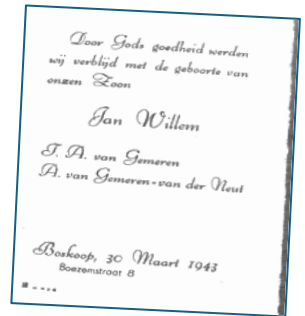 Door Gods goedheid werden
wij verblijd met de geboorte van
onzen Zoon
Jan Willem
T. A. van Gemeren
A. van Gemeren-van der Neut
Boskoop, 30 Maart 1943
Boezemstraat 8